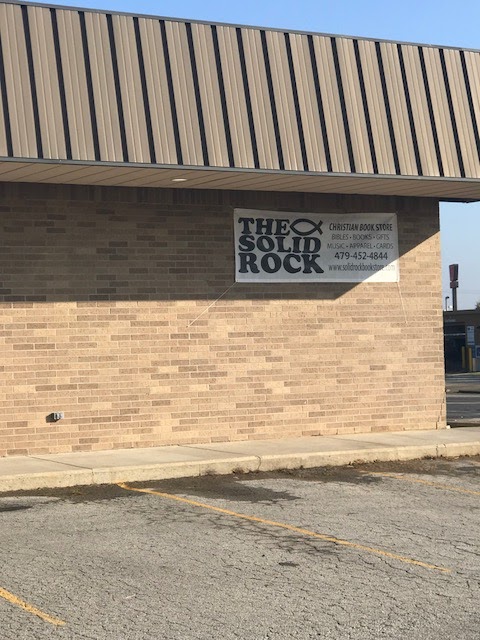 THE
SOLID
ROCK
CHRISTIAN BOOK STORE
BIBLES • BOOKS • GIFTS
MUSIC • APPAREL • CARDS
479-452-4844
www.solidrockbookstore.com